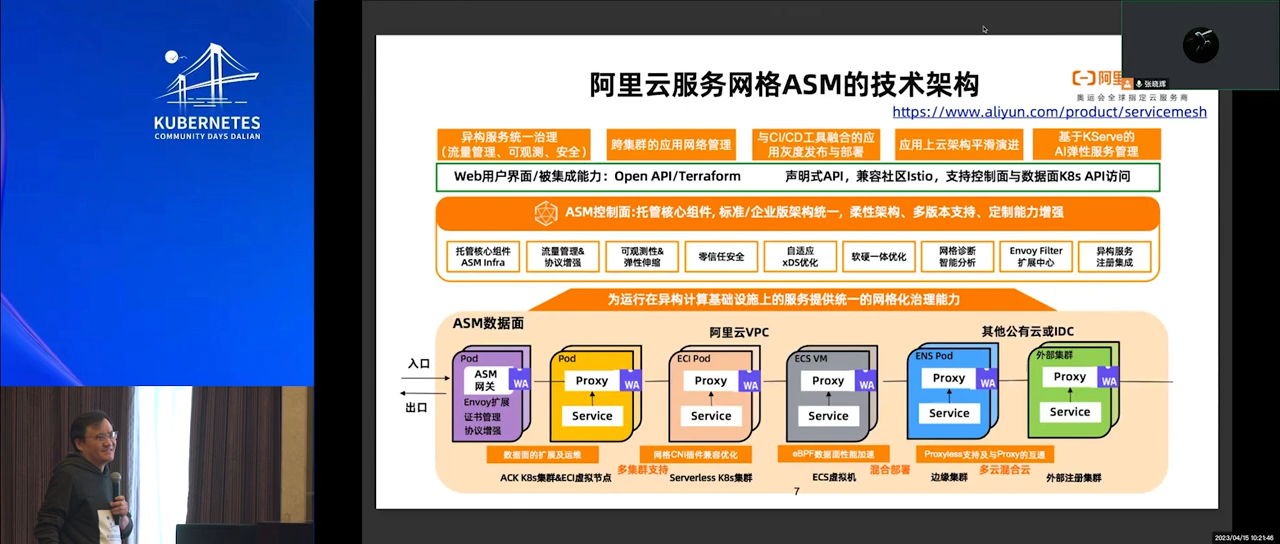 KUBERNETES
COMMUNITY DAYS DALIAN
阿里云服务网格ASM的技术架构
阿里
奥运会全球指定云服务商
张晓辉
https://www.aliyun.com/product/servicemesh
异构服务统一治理
（流量管理、可观测、安全）
跨集群的应用网络管理
与CI/CD工具融合的应
用灰度发布与部署
应用上云架构平滑演进
基于KServe的
AI弹性服务管理
Web用户界面/被集成能力：Open API/Terraform
声明式API，兼容社区Istio，支持控制面与数据面K8s API访问
ASM控制面:托管核心组件, 标准/企业版架构统一，柔性架构、多版本支持、定制能力增强
托管核心组件
ASM Infra
流量管理&
协议增强
可观测性&
弹性伸缩
零信任安全
自适应
xDS优化
软硬一体优化
网格诊断
智能分析
Envoy Filter
扩展中心
异构服务
注册集成
为运行在异构计算基础设施上的服务提供统一的网格化治理能力
ASM数据面
阿里云VPC
其他公有云或IDC
入口
出口
Pod
ASM
网关
WA
Envoy扩展
证书管理
协议增强
Pod
Proxy
WA
Service
ECI Pod
Proxy
WA
Service
ECS VM
Proxy
WA
Service
ENS Pod
Proxy
WA
Service
外部集群
Proxy
WA
Service
数据面的扩展及运维
网格CNI插件兼容优化
eBPF数据面性能加速
Proxyless支持及与Proxy的互通
多集群支持
混合部署
多云混合云
ACK K8s集群&ECI虚拟节点
Serverless K8s集群
ECS虚拟机
边缘集群
外部注册集群
7
2023/04/15 10:21:46